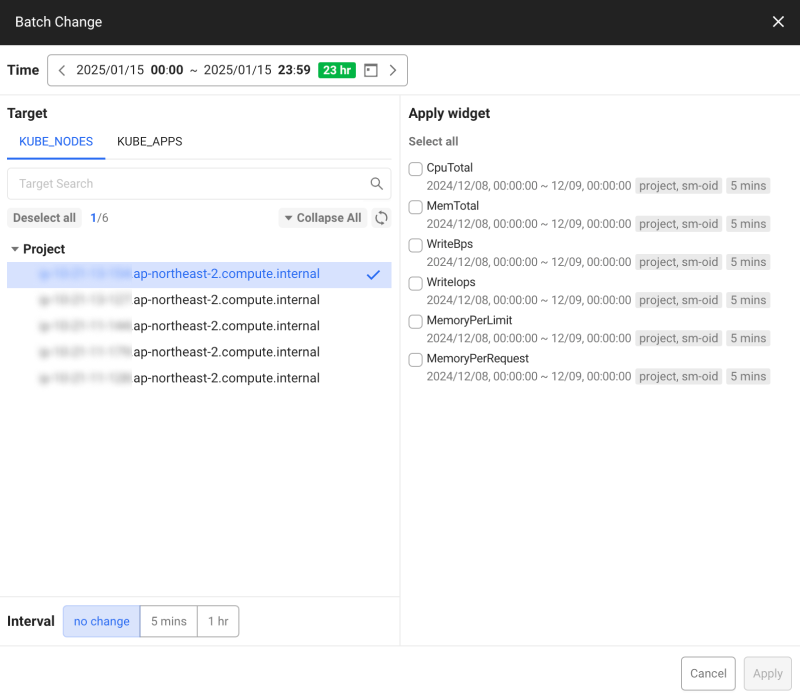 Batch Change
Time 2025/01/15 00:00 ~ 2025/01/15 23:59 23 hr
Target
KUBE_NODES KUBE_APPS
Target Search
Deselect all 1/6 Collapse All
Project
ap-northeast-2.compute.internal
ap-northeast-2.compute.internal
ap-northeast-2.compute.internal
ap-northeast-2.compute.internal
ap-northeast-2.compute.internal
Interval no change 5 mins 1 hr
Apply widget
Select all
CpuTotal
2024/12/08, 00:00:00 ~ 12/09, 00:00:00 project, sm-oid 5 mins
MemTotal
2024/12/08, 00:00:00 ~ 12/09, 00:00:00 project, sm-oid 5 mins
WriteBps
2024/12/08, 00:00:00 ~ 12/09, 00:00:00 project, sm-oid 5 mins
WriteIops
2024/12/08, 00:00:00 ~ 12/09, 00:00:00 project, sm-oid 5 mins
MemoryPerLimit
2024/12/08, 00:00:00 ~ 12/09, 00:00:00 project, sm-oid 5 mins
MemoryPerRequest
2024/12/08, 00:00:00 ~ 12/09, 00:00:00 project, sm-oid 5 mins
Cancel Apply